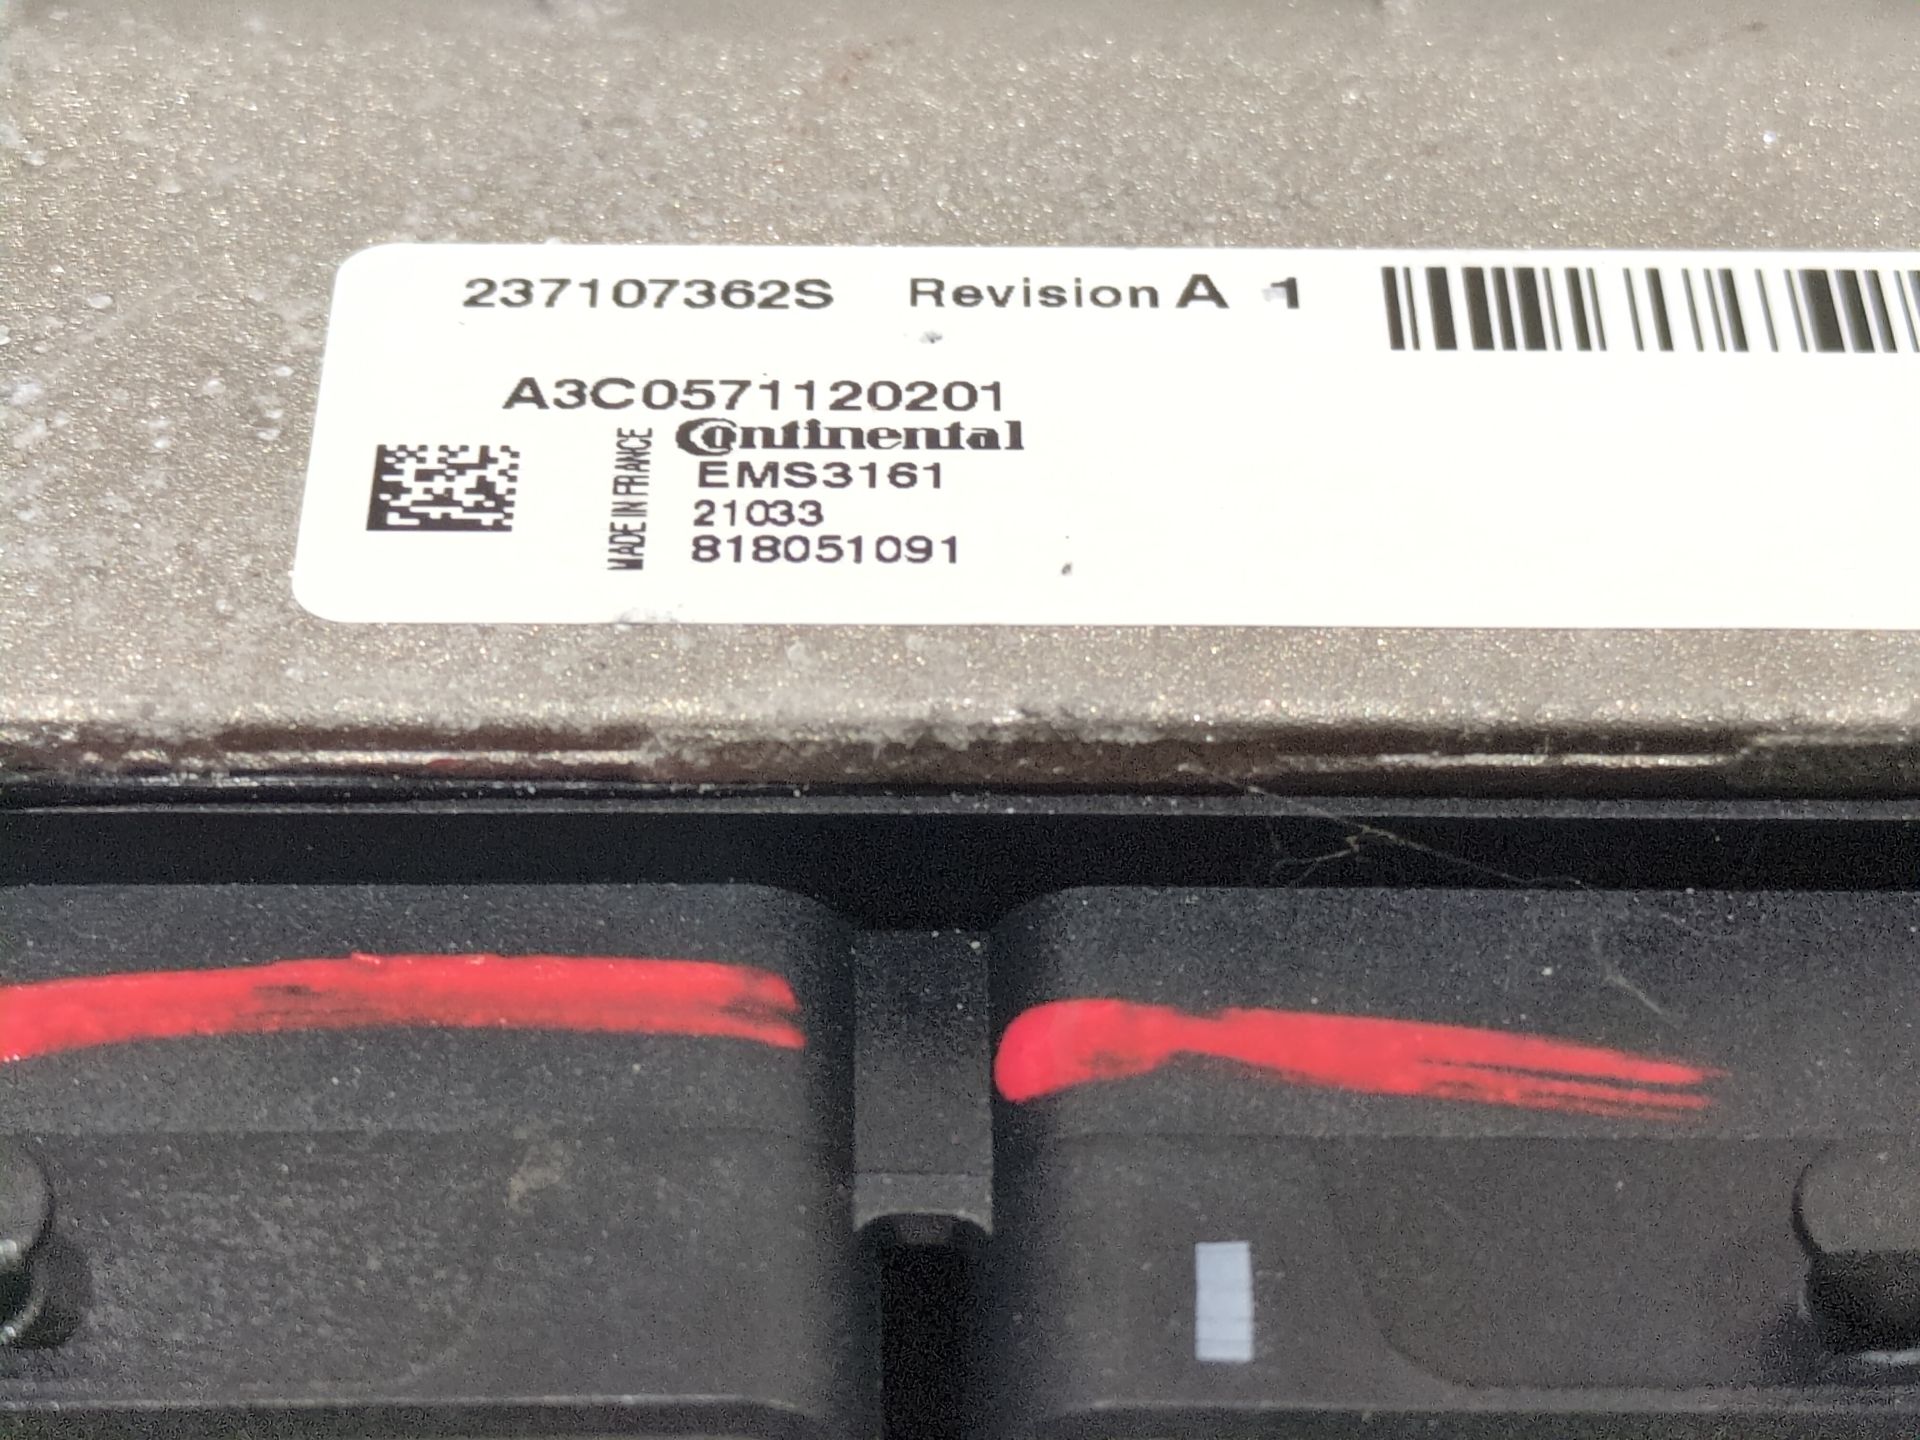 237107362S Revision A 1
A3C0571120201
Continental
MADE IN FRANCE
EMS3161
21033
818051091